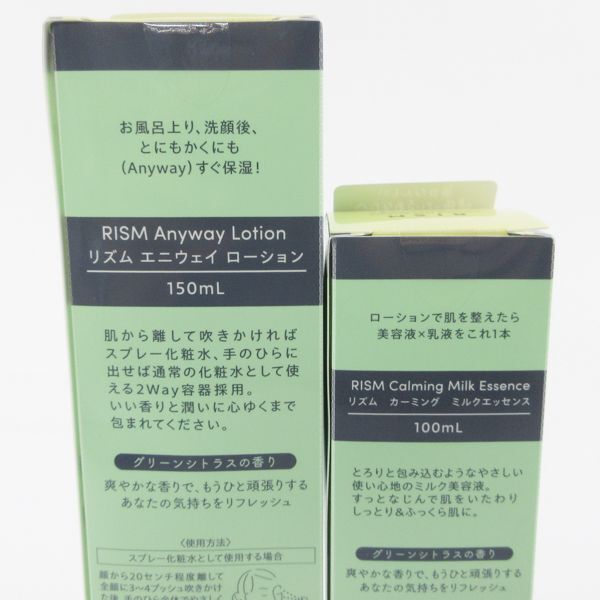 お風呂上り、洗顔後、
とにもかくにも
(Anyway)すぐ保湿!
RISM Anyway Lotion
リズム エニウェイ ローション
150mL
肌から離して吹きかければ
スプレー化粧水、手のひらに
出せば通常の化粧水として使
える2Way容器採用。
いい香りと潤いに心ゆくまで
包まれてください。
グリーンシトラスの香り
爽やかな香りで、もうひと頑張りする
あなたの気持ちをリフレッシュ
〈使用方法〉
スプレー化粧水として使用する場合
顔から20センチ程度離して
全顔に3〜4プッシュ吹きかけ
た後、手のひら全体でやさしく
RISM
ローションで肌を整えたら
美容液×乳液をこれ1本
RISM Calming Milk Essence
リズム カーミング ミルクエッセンス
100mL
とろりと包み込むようなやさしい
使い心地のミルク美容液。
すっとなじんで肌をいたわり
しっとり&ふっくら肌に。
グリーンシトラスの香り
爽やかな香りで、もうひと頑張りする
あなたの気持ちをリフレッシュ